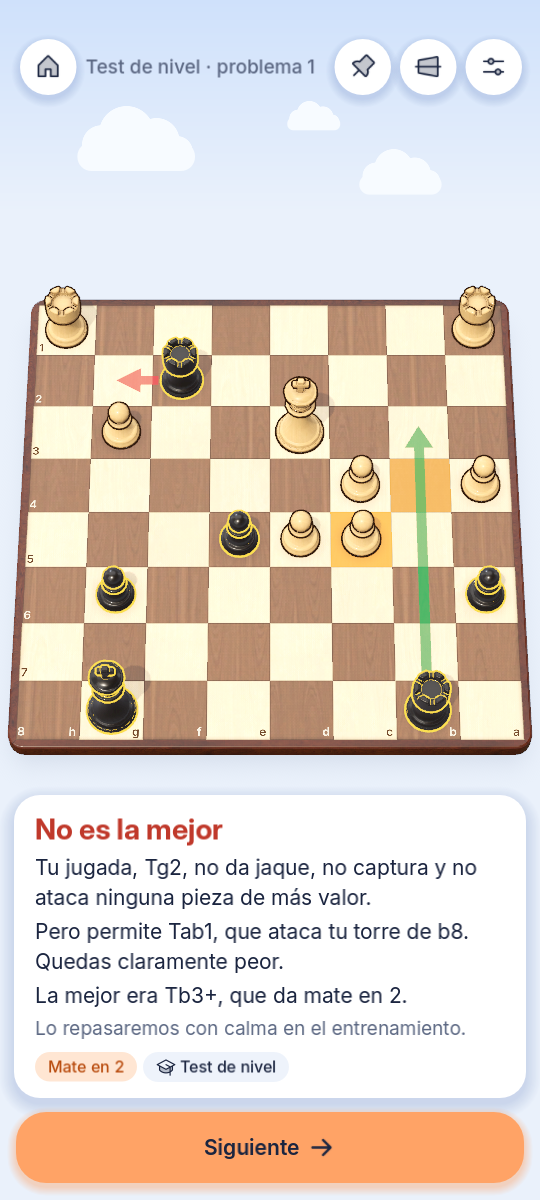 Test de nivel · problema 1
1
2
3
4
5
6
7
8 h g f e d c b a
No es la mejor
Tu jugada, Tg2, no da jaque, no captura y no
ataca ninguna pieza de más valor.
Pero permite Tab1, que ataca tu torre de b8.
Quedas claramente peor.
La mejor era Tb3+, que da mate en 2.
Lo repasaremos con calma en el entrenamiento.
Mate en 2 Test de nivel
Siguiente →